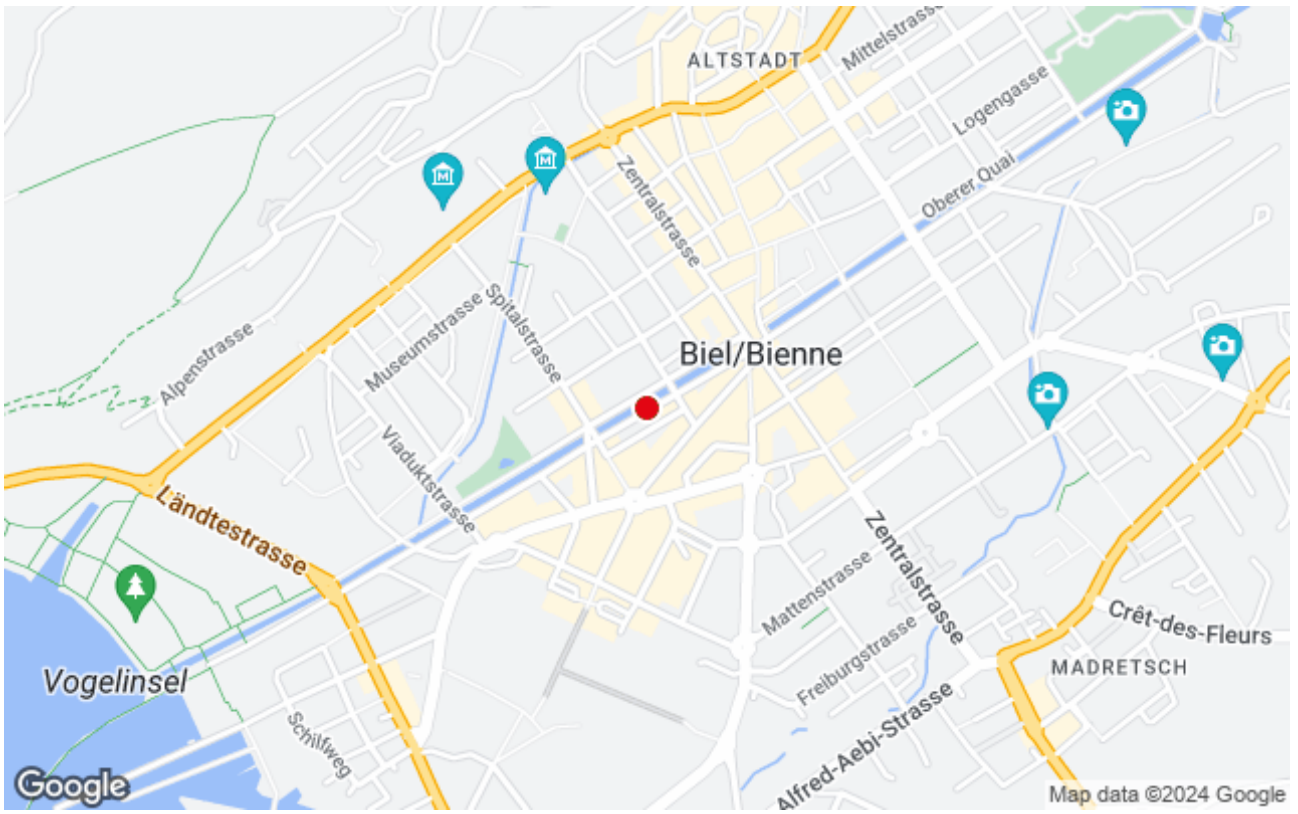 ALTSTADT
Mittelstrasse
Logengasse
Oberer Quai
Zentralstrasse
Spitalstrasse
Museumstrasse
Alpenstrasse
Biel/Bienne
Viaduktstrasse
Ländtestrasse
Zentralstrasse
Mattenstrasse
Freiburgstrasse
Crêt-des-Fleurs
MADRETSCH
Vogelinsel
Alfred-Aebi-Strasse
Schilfweg
M
M
Google
Map data ©2024 Google